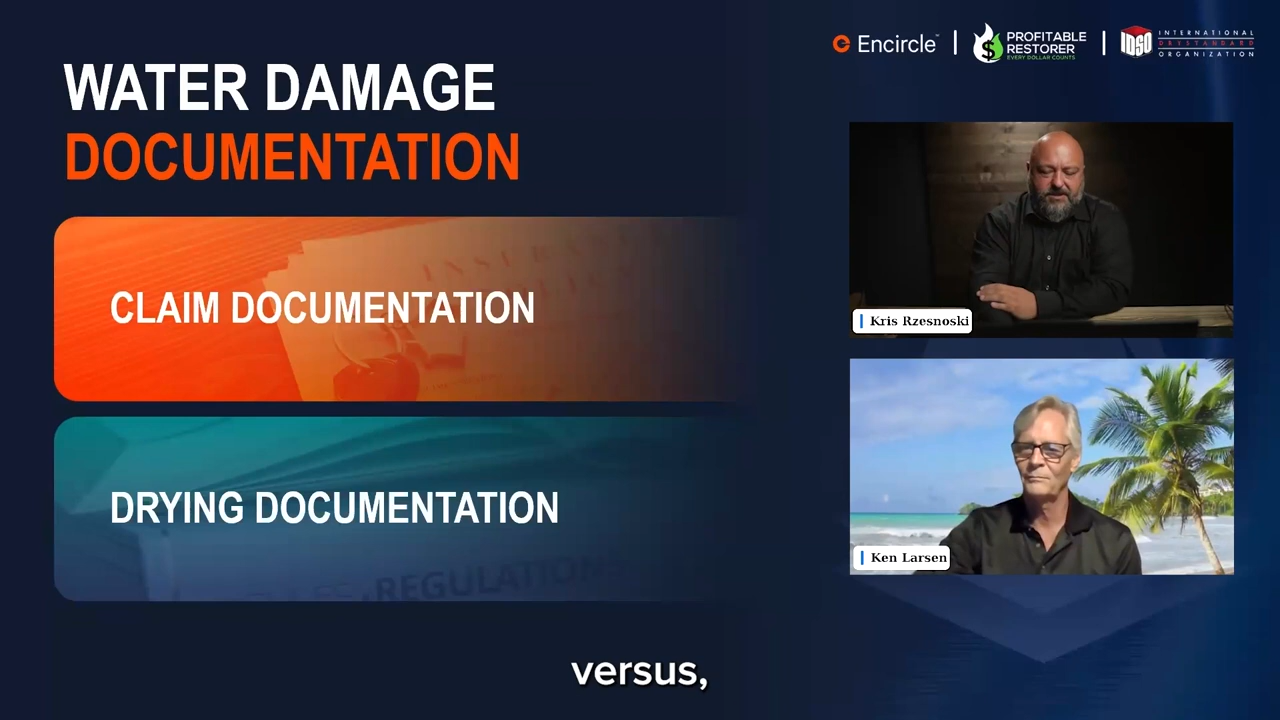 Encircle
PROFITABLE
RESTORER
EVERY DOLLAR COUNTS
IDSO
INTERNATIONAL
DRYSTANDARD
ORGANIZATION
WATER DAMAGE
DOCUMENTATION
CLAIM DOCUMENTATION
DRYING DOCUMENTATION
REGULATION
Kris Rzesnoski
Ken Larsen
versus,